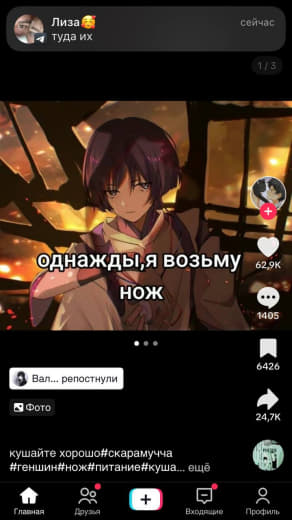 Лиза🥰
сейчас
туда их
1 / 3
однажды,я возьму
нож
62,9K
1405
6426
24,7K
Вал... репостнули
Фото
кушайте хорошо#скарамучча
#геншин#нож#питание#куша... ещё
Главная
Друзья
Входящие
Профиль